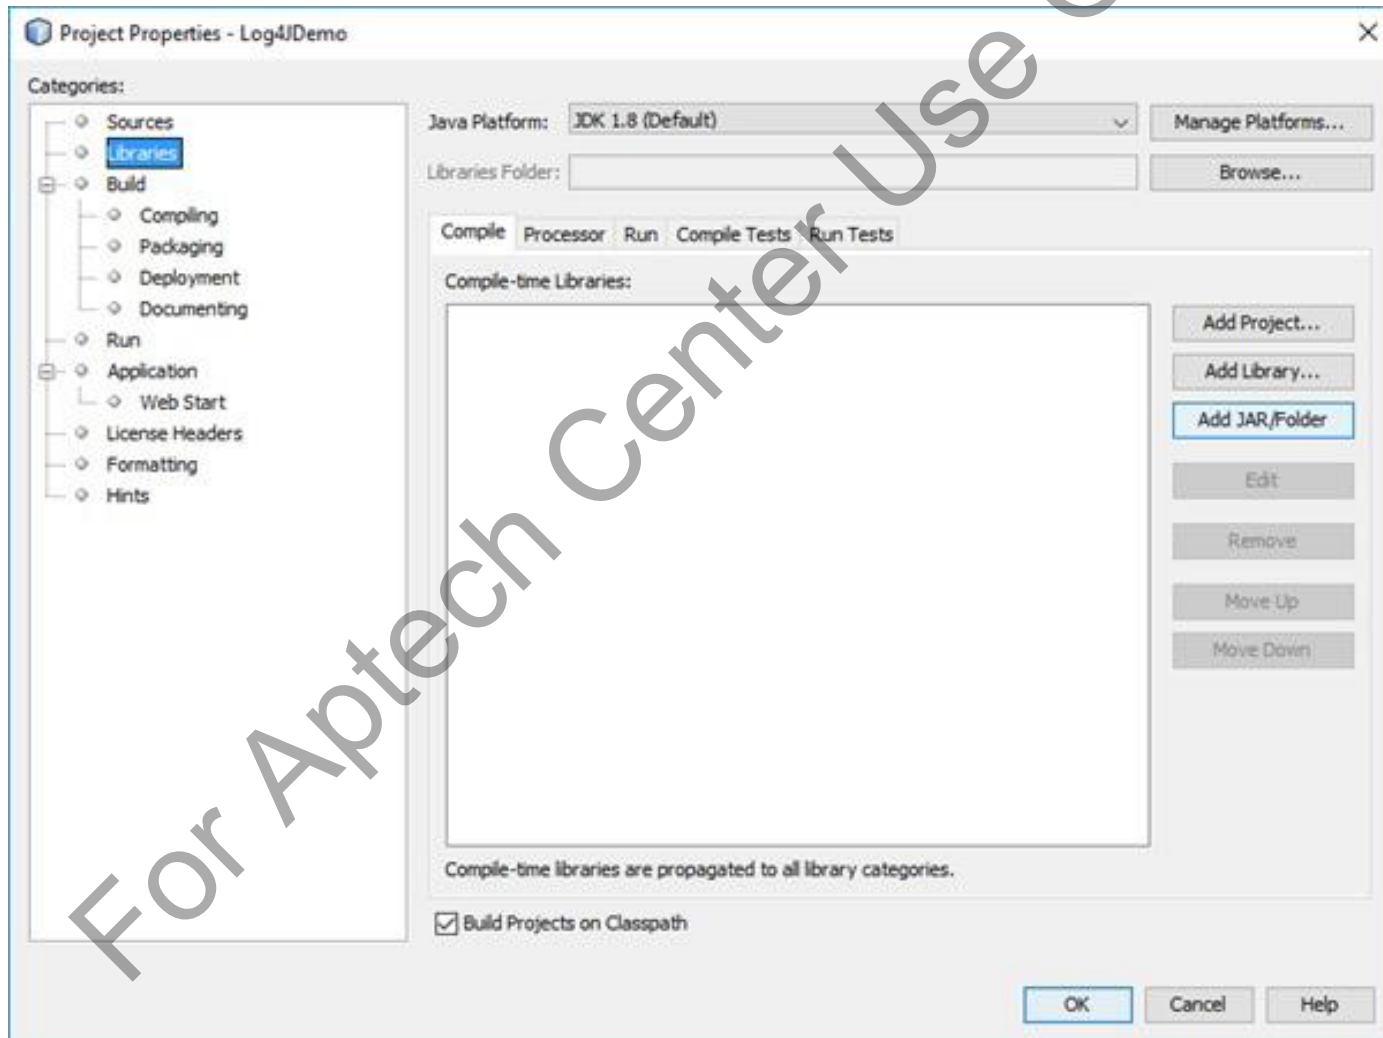 Project Properties - Log4JDemo
Categories:
Sources
Libraries
Build
Compiling
Packaging
Deployment
Documenting
Run
Application
Web Start
License Headers
Formatting
Hints
Java Platform: JDK 1.8 (Default) Manage Platforms...
Libraries Folder: Browse...
Compile Processor Run Compile Tests Run Tests
Compile-time Libraries:
Add Project...
Add Library...
Add JAR/Folder
Edit
Remove
Move Up
Move Down
Compile-time libraries are propagated to all library categories.
Build Projects on Classpath
OK Cancel Help
For Aptech Center Use